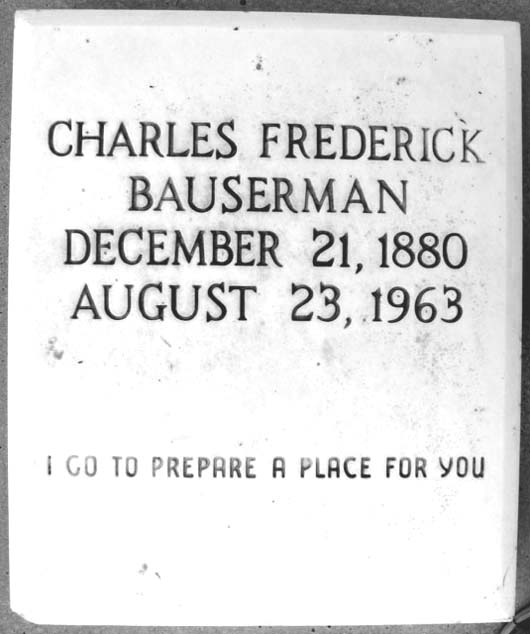 CHARLES FREDERICK
BAUSERMAN
DECEMBER 21, 1880
AUGUST 23, 1963
I GO TO PREPARE A PLACE FOR YOU